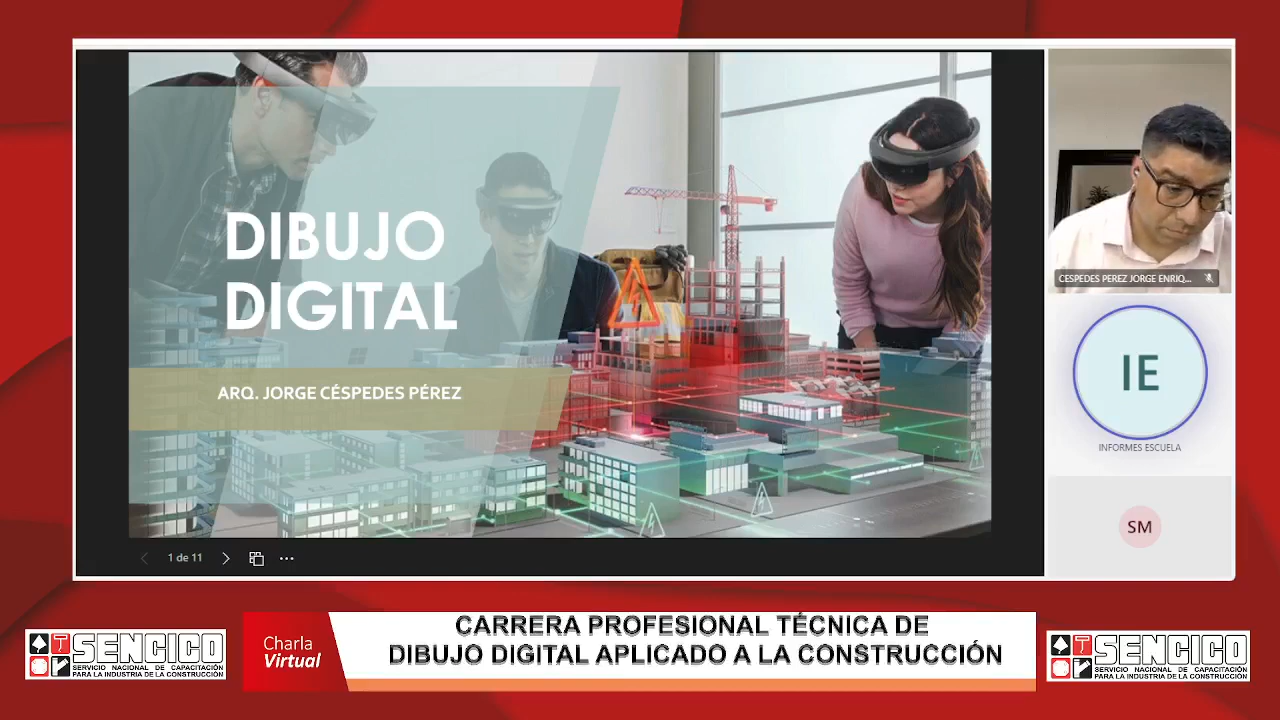 DIBUJO
DIGITAL
ARQ. JORGE CÉSPEDES PÉREZ
1 de 11
CESPEDES PEREZ JORGE ENRIQ...
IE
INFORMES ESCUELA
SM
SENCICO
SERVICIO NACIONAL DE CAPACITACIÓN
PARA LA INDUSTRIA DE LA CONSTRUCCIÓN
Charla
Virtual
CARRERA PROFESIONAL TÉCNICA DE
DIBUJO DIGITAL APLICADO A LA CONSTRUCCIÓN
SENCICO
SERVICIO NACIONAL DE CAPACITACIÓN
PARA LA INDUSTRIA DE LA CONSTRUCCIÓN